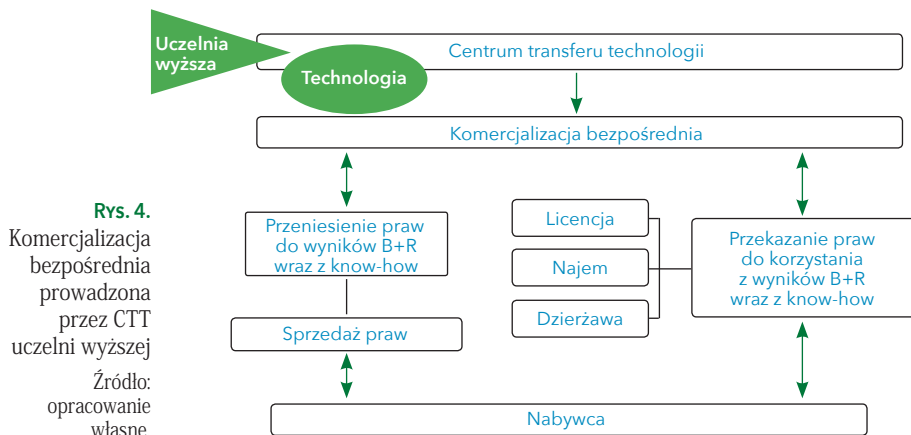 Uczelnia
wyższa
Centrum transferu technologii
Technologia
Komercjalizacja bezpośrednia
Rys. 4.
Komercjalizacja
bezpośrednia
prowadzona
przez CTT
uczelni wyższej
Źródło:
opracowanie
własne.
Przeniesienie praw
do wyników B+R
wraz z know-how
Sprzedaż praw
Licencja
Najem
Dzierżawa
Przekazanie praw
do korzystania
z wyników B+R
wraz z know-how
Nabywca